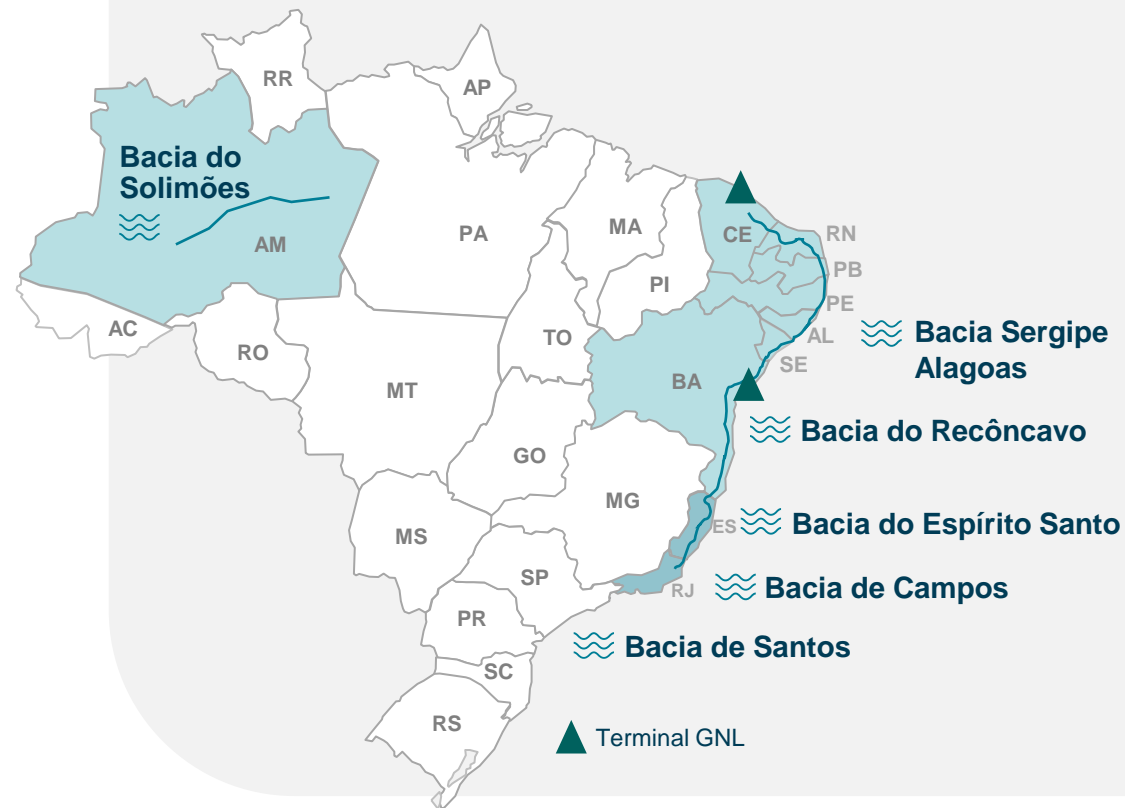 RR
AP
Bacia do
Solimões
AM
PA
MA
CE
RN
PB
PI
PE
AC
RO
TO
AL
SE
Bacia Sergipe
Alagoas
MT
BA
Bacia do Recôncavo
GO
MG
MS
ES
Bacia do Espírito Santo
SP
RJ
Bacia de Campos
PR
Bacia de Santos
SC
RS
Terminal GNL